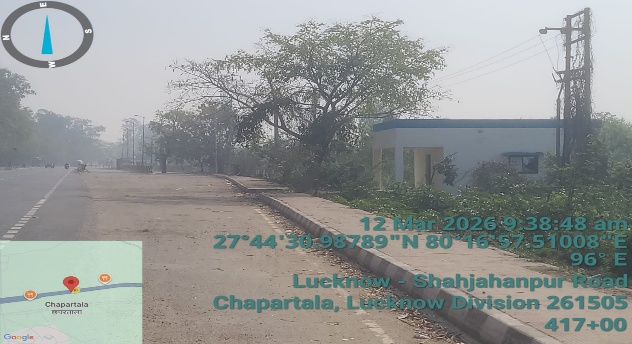 E
N
S
W
12 Mar 2026 9:38:48 am
27°44'30.98789"N 80°16'57.51008"E
96° E
Lucknow - Shahjahanpur Road
Chapartala, Lucknow Division 261505
417+00
Chapartala
छपरतला
Google